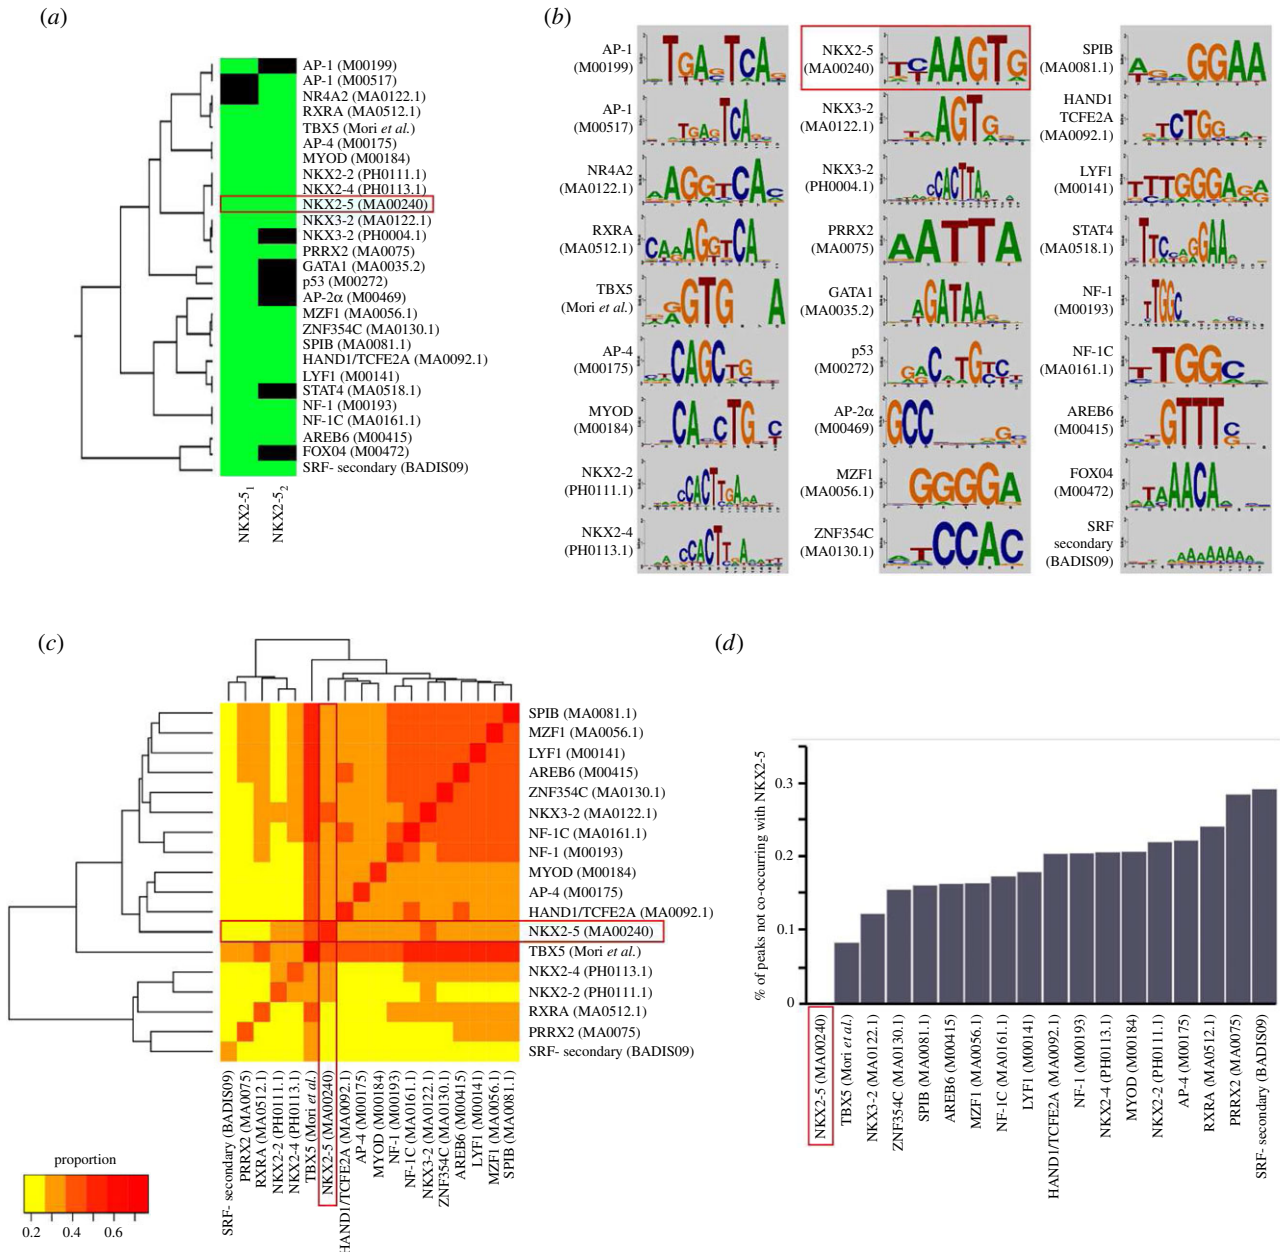 (a)
AP-1 (M00199)
AP-1 (M00517)
NR4A2 (MA0122.1)
RXRA (MA0512.1)
TBX5 (Mori et al.)
AP-4 (M00175)
MYOD (M00184)
NKX2-2 (PH0111.1)
NKX2-4 (PH0113.1)
NKX2-5 (MA00240)
NKX3-2 (MA0122.1)
NKX3-2 (PH0004.1)
PRRX2 (MA0075)
GATA1 (MA0035.2)
p53 (M00272)
AP-2α (M00469)
MZF1 (MA0056.1)
ZNF354C (MA0130.1)
SPIB (MA0081.1)
HAND1/TCFE2A (MA0092.1)
LYF1 (M00141)
STAT4 (MA0518.1)
NF-1 (M00193)
NF-1C (MA0161.1)
AREB6 (M00415)
FOX04 (M00472)
SRF- secondary (BADIS09)
NKX2-5₁
NKX2-5₂
(b)
AP-1
(M00199)
AP-1
(M00517)
NR4A2
(MA0122.1)
RXRA
(MA0512.1)
TBX5
(Mori et al.)
AP-4
(M00175)
MYOD
(M00184)
NKX2-2
(PH0111.1)
NKX2-4
(PH0113.1)
NKX2-5
(MA00240)
NKX3-2
(MA0122.1)
NKX3-2
(PH0004.1)
PRRX2
(MA0075)
GATA1
(MA0035.2)
p53
(M00272)
AP-2α
(M00469)
MZF1
(MA0056.1)
ZNF354C
(MA0130.1)
SPIB
(MA0081.1)
HAND1
TCFE2A
(MA0092.1)
LYF1
(M00141)
STAT4
(MA0518.1)
NF-1
(M00193)
NF-1C
(MA0161.1)
AREB6
(M00415)
FOX04
(M00472)
SRF
secondary
(BADIS09)
(c)
SPIB (MA0081.1)
MZF1 (MA0056.1)
LYF1 (M00141)
AREB6 (M00415)
ZNF354C (MA0130.1)
NKX3-2 (MA0122.1)
NF-1C (MA0161.1)
NF-1 (M00193)
MYOD (M00184)
AP-4 (M00175)
HAND1/TCFE2A (MA0092.1)
NKX2-5 (MA00240)
TBX5 (Mori et al.)
NKX2-4 (PH0113.1)
NKX2-2 (PH0111.1)
RXRA (MA0512.1)
PRRX2 (MA0075)
SRF- secondary (BADIS09)
SRF- secondary (BADIS09)
PRRX2 (MA0075)
RXRA (MA0512.1)
NKX2-2 (PH0111.1)
NKX2-4 (PH0113.1)
TBX5 (Mori et al.)
NKX2-5 (MA00240)
HAND1/TCFE2A (MA0092.1)
AP-4 (M00175)
MYOD (M00184)
NF-1 (M00193)
NF-1C (MA0161.1)
NKX3-2 (MA0122.1)
ZNF354C (MA0130.1)
AREB6 (M00415)
LYF1 (M00141)
MZF1 (MA0056.1)
SPIB (MA0081.1)
proportion
0.2 0.4 0.6
(d)
% of peaks not co-occurring with NKX2-5
0.3
0.2
0.1
0
NKX2-5 (MA00240)
TBX5 (Mori et al.)
NKX3-2 (MA0122.1)
ZNF354C (MA0130.1)
SPIB (MA0081.1)
AREB6 (M00415)
MZF1 (MA0056.1)
NF-1C (MA0161.1)
LYF1 (M00141)
HAND1/TCFE2A (MA0092.1)
NF-1 (M00193)
NKX2-4 (PH0113.1)
MYOD (M00184)
NKX2-2 (PH0111.1)
AP-4 (M00175)
RXRA (MA0512.1)
PRRX2 (MA0075)
SRF- secondary (BADIS09)